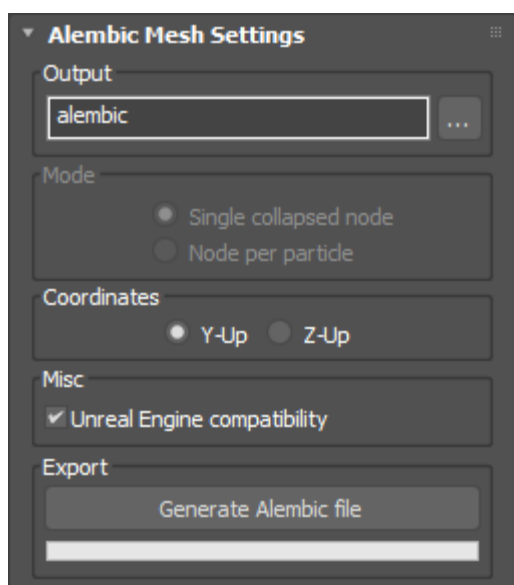 Alembic Mesh Settings
Output
alembic
...
Mode
Single collapsed node
Node per particle
Coordinates
Y-Up Z-Up
Misc
Unreal Engine compatibility
Export
Generate Alembic file